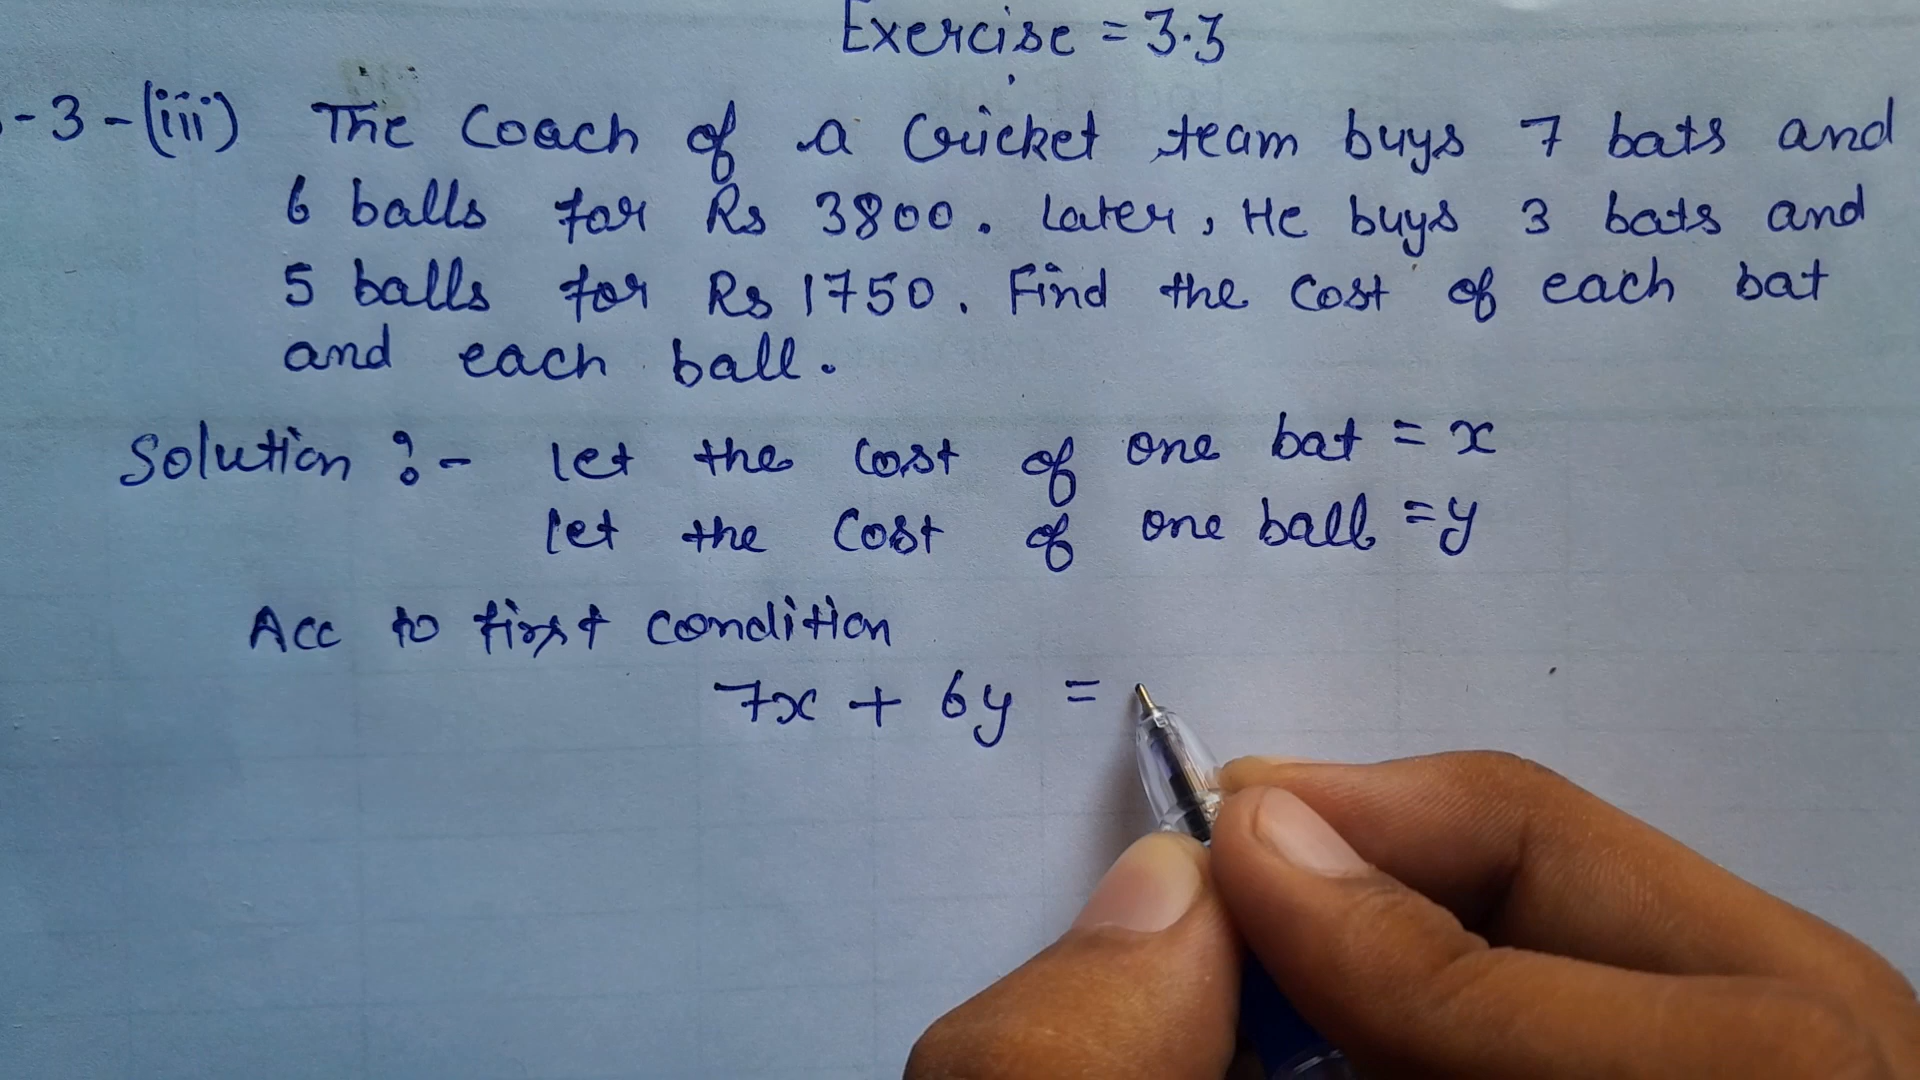 Exercise = 3.3
- 3 - (iii) The Coach of a Cricket team buys 7 bats and
6 balls for Rs 3800. Later, He buys 3 bats and
5 balls for Rs 1750. Find the cost of each bat
and each ball.
Solution :- let the cost of one bat = x
let the cost of one ball = y
Acc to first condition
7x + 6y =